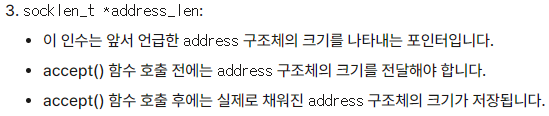 3. socklen_t *address_len:
• 이 인수는 앞서 언급한 address 구조체의 크기를 나타내는 포인터입니다.
• accept() 함수 호출 전에는 address 구조체의 크기를 전달해야 합니다.
• accept() 함수 호출 후에는 실제로 채워진 address 구조체의 크기가 저장됩니다.